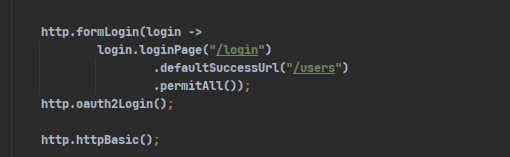 http.formLogin(login ->
login.loginPage("/login")
.defaultSuccessUrl("/users")
.permitAll());
http.oauth2Login();
http.httpBasic();